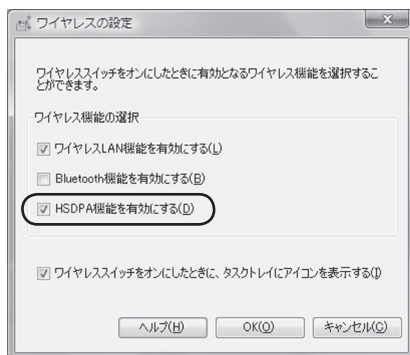 ワイヤレスの設定
ワイヤレススイッチをオンにしたときに有効となるワイヤレス機能を選択するこ
とができます。
ワイヤレス機能の選択
ワイヤレスLAN機能を有効にする(L)
Bluetooth機能を有効にする(B)
HSDPA機能を有効にする(D)
ワイヤレススイッチをオンにしたときに、タスクトレイにアイコンを表示する(I)
ヘルプ(H) OK(O) キャンセル(C)